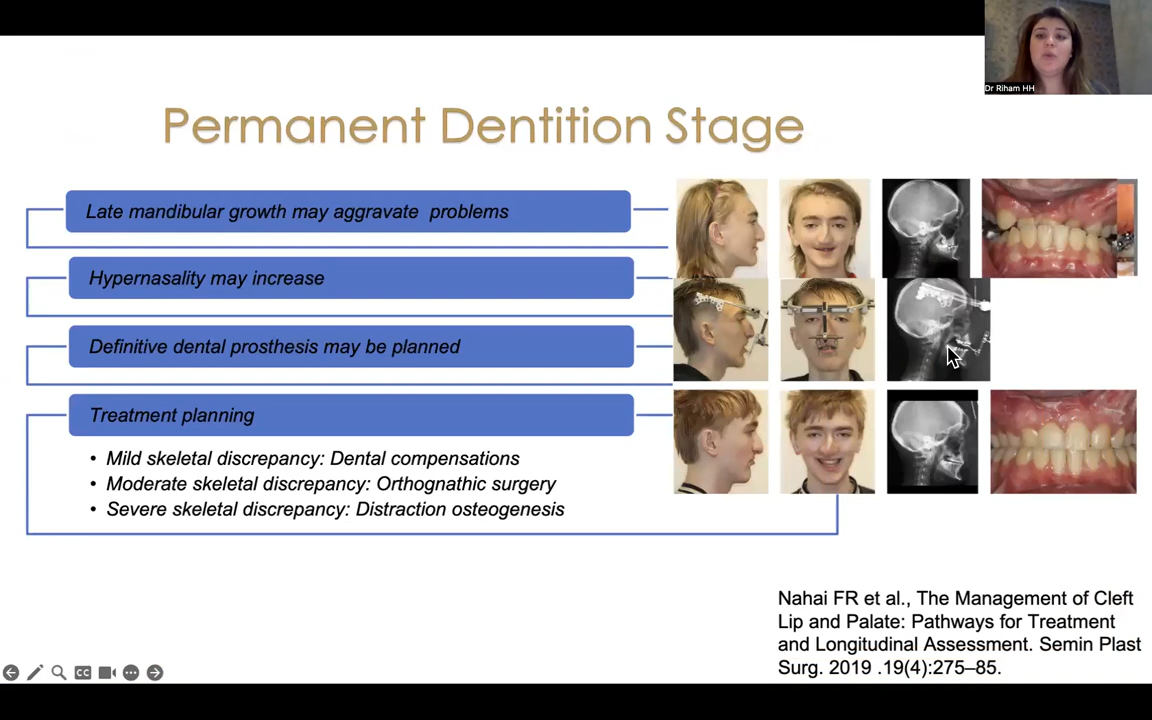 Dr Riham HH
Permanent Dentition Stage
Late mandibular growth may aggravate  problems
Hypernasality may increase
Definitive dental prosthesis may be planned
Treatment planning
• Mild skeletal discrepancy: Dental compensations
• Moderate skeletal discrepancy: Orthognathic surgery
• Severe skeletal discrepancy: Distraction osteogenesis
Nahai FR et al., The Management of Cleft
Lip and Palate: Pathways for Treatment
and Longitudinal Assessment. Semin Plast
Surg. 2019 .19(4):275–85.
CC